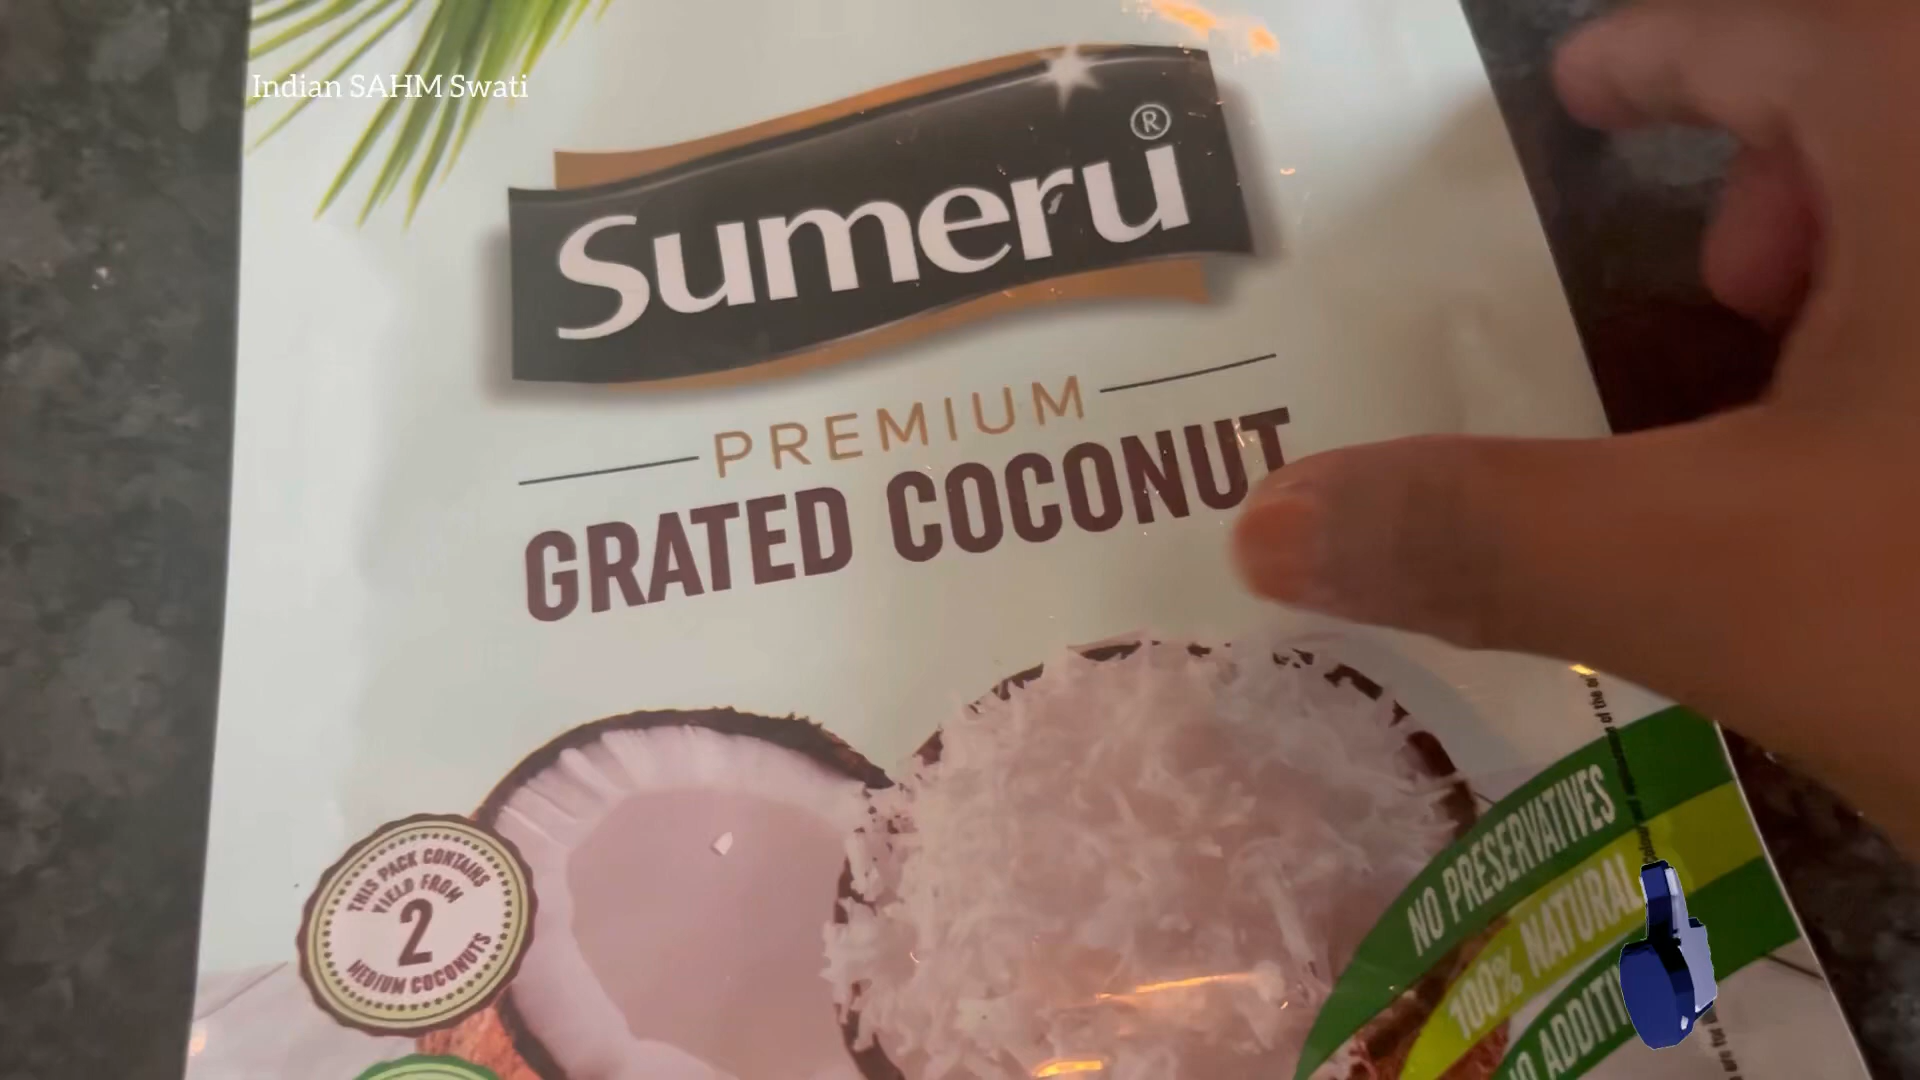 Indian SAHM Swati
Sumeru®
PREMIUM
GRATED COCONUT
THIS PACK CONTAINS
YIELD FROM
2
MEDIUM COCONUTS
NO PRESERVATIVES
100% NATURAL